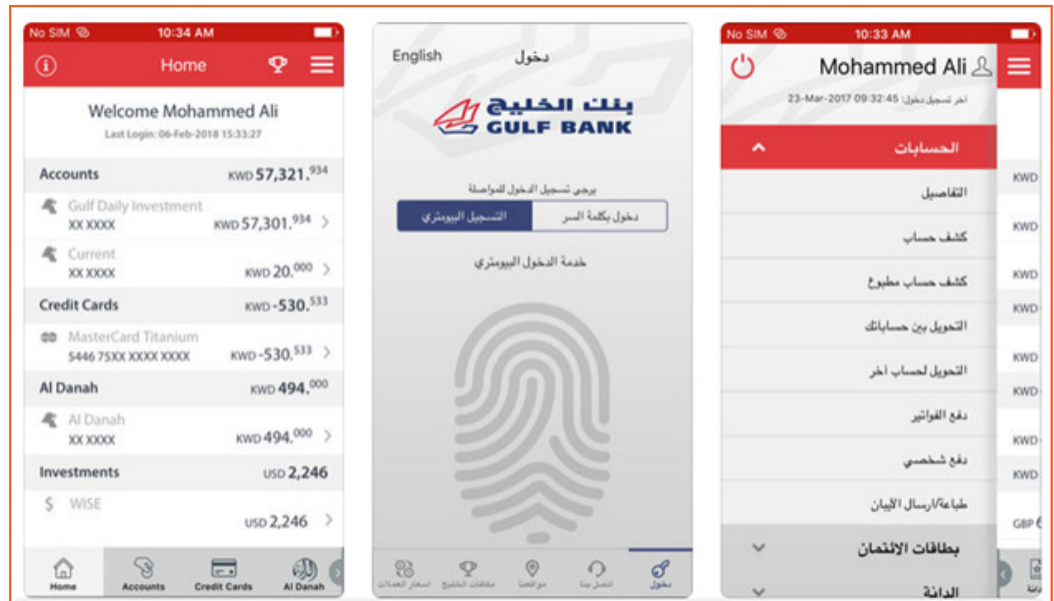 No SIM 10:34 AM
Home
Welcome Mohammed Ali
Last Login: 06-Feb-2018 15:33:27
Accounts KWD 57,321.934
Gulf Daily Investment
XX XXXX KWD 57,301.934
Current
XX XXXX KWD 20.000
Credit Cards KWD -530.533
MasterCard Titanium
5446 75XX XXXX XXXX KWD -530.533
Al Danah KWD 494.000
Al Danah
XX XXXX KWD 494.000
Investments USD 2,246
$ WISE
USD 2,246
Home Accounts Credit Cards Al Danah
English دخول
بنك الخليج
GULF BANK
يرجي تسجيل الدخول للمواصلة
دخول بكلمة السر التسجيل البيومتري
خدمة الدخول البيومتري
دخول اتصل بنا مواقعنا مكافآت الخليج اسعار العملات
No SIM 10:33 AM
Mohammed Ali
اخر تسجيل دخول: 23-Mar-2017 09:32:45
الحسابات
التفاصيل
KWD
كشف حساب
KWD
كشف حساب مطبوع
KWD
KWD
التحويل بين حساباتك
KWD
التحويل لحساب آخر
KWD
دفع الفواتير
KWD
دفع شخصي
KWD
طباعة/ارسال الآيبان
GBP
بطاقات الائتمان
الدانة